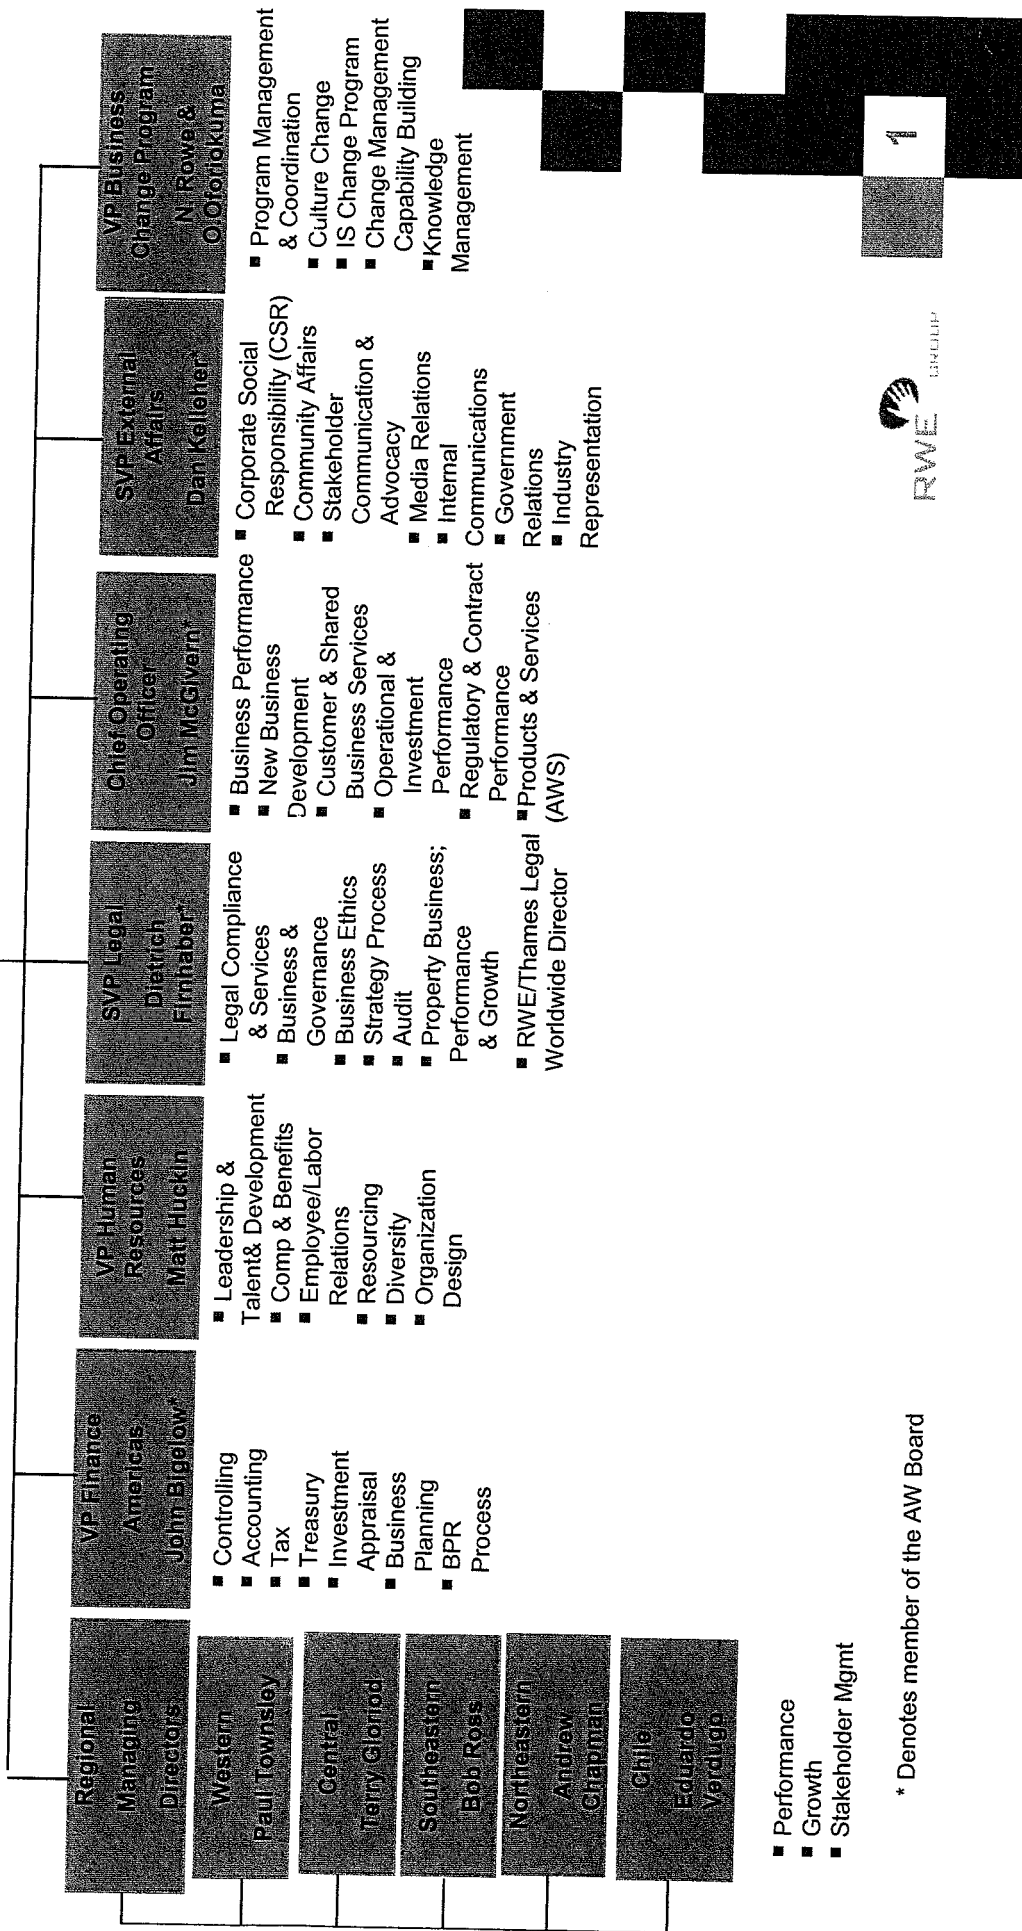 Regional
Managing
Directors
Western
Paul Townsley
Central
Terry Gloriod
Southeastern
Bob Ross
Northeastern
Andrew
Chapman
Chile
Eduardo
Verdugo
■ Performance
■ Growth
■ Stakeholder Mgmt
VP Finance
Americas
John Bigelow*
■ Controlling
■ Accounting
■ Tax
■ Treasury
■ Investment
Appraisal
■ Business
Planning
■ BPR
Process
VP Human
Resources
Matt Huckin
■ Leadership &
Talent& Development
■ Comp & Benefits
■ Employee/Labor
Relations
■ Resourcing
■ Diversity
■ Organization
Design
SVP Legal
Dietrich
Firnhaber*
■ Legal Compliance
& Services
■ Business &
Governance
■ Business Ethics
■ Strategy Process
■ Audit
■ Property Business;
Performance
& Growth
■ RWE/Thames Legal
Worldwide Director
Chief Operating
Officer
Jim McGivern*
■ Business Performance
■ New Business
Development
■ Customer & Shared
Business Services
■ Operational &
Investment
Performance
■ Regulatory & Contract
Performance
■ Products & Services
(AWS)
SVP External
Affairs
Dan Kelleher*
■ Corporate Social
Responsibility (CSR)
■ Community Affairs
■ Stakeholder
Communication &
Advocacy
■ Media Relations
■ Internal
Communications
■ Government
Relations
■ Industry
Representation
VP Business
Change Program
N Rowe &
O Oforiokuma
■ Program Management
& Coordination
■ Culture Change
■ IS Change Program
■ Change Management
Capability Building
■ Knowledge
Management
* Denotes member of the AW Board
RWE GROUP
1